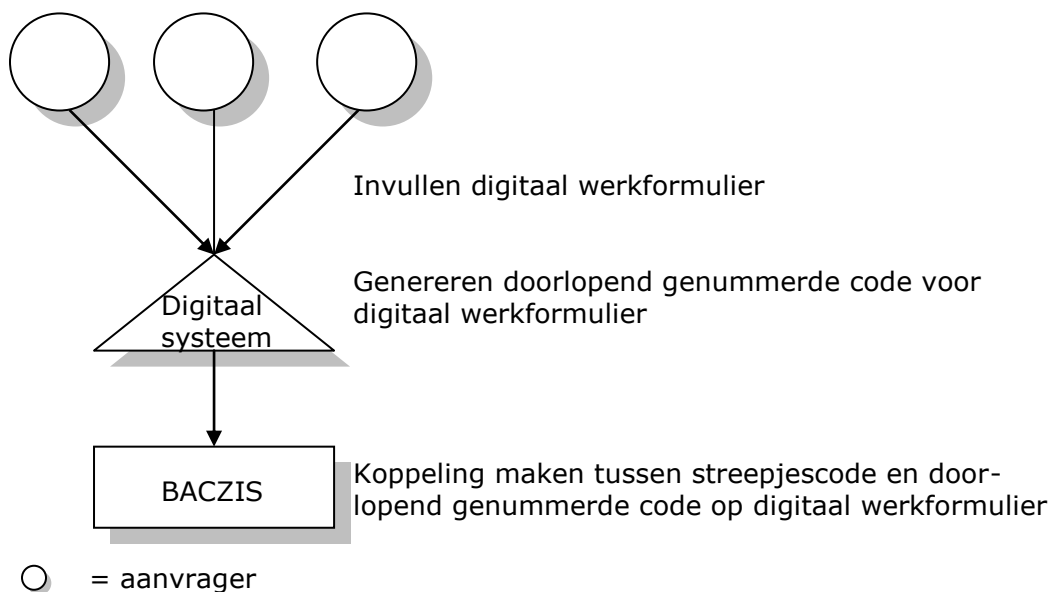 Invullen digitaal werkformulier
Genereren doorlopend genummerde code voor
digitaal werkformulier
Digitaal
systeem
BACZIS
Koppeling maken tussen streepjescode en door-
lopend genummerde code op digitaal werkformulier
= aanvrager